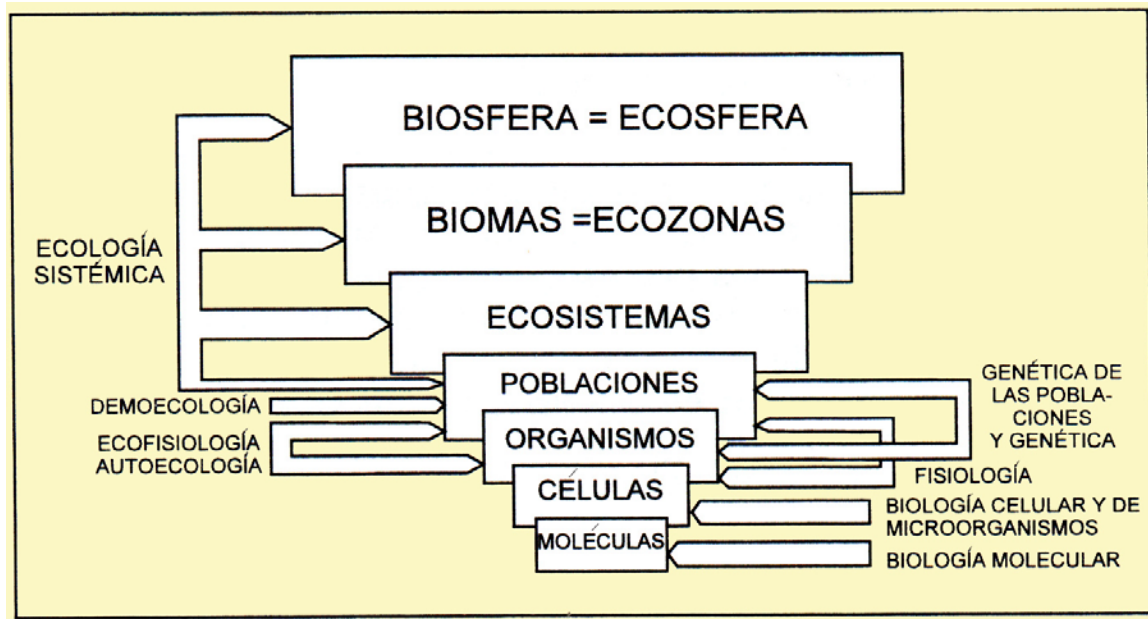 BIOSFERA = ECOSFERA
BIOMAS =ECOZONAS
ECOLOGÍA
SISTÉMICA
ECOSISTEMAS
POBLACIONES
GENÉTICA DE
LAS POBLA-
CIONES
Y GENÉTICA
DEMOECOLOGÍA
ECOFISIOLOGÍA
AUTOECOLOGÍA
ORGANISMOS
FISIOLOGÍA
CÉLULAS
BIOLOGÍA CELULAR Y DE
MICROORGANISMOS
MOLÉCULAS
BIOLOGÍA MOLECULAR